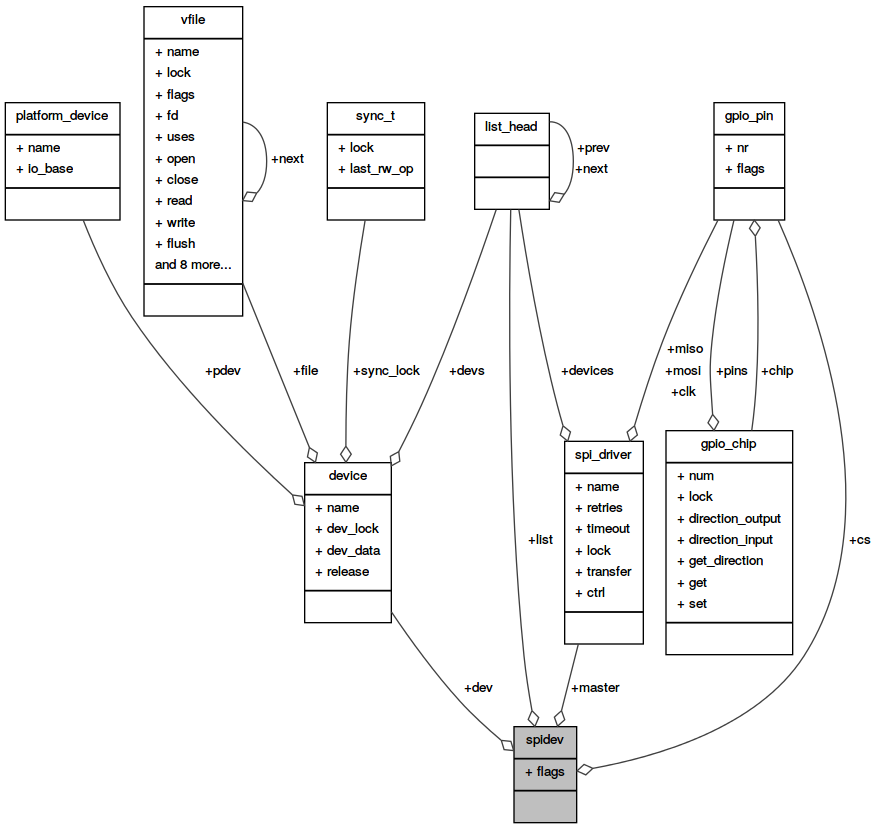 vfile
+ name
+ lock
+ flags
+ fd
+ uses
+ open
+ close
+ read
+ write
+ flush
and 8 more...
+next
platform_device
+ name
+ io_base
sync_t
+ lock
+ last_rw_op
list_head
+prev
+next
gpio_pin
+ nr
+ flags
+pdev
+file
+sync_lock
+devs
+devices
+miso
+mosi
+clk
+pins
+chip
device
+ name
+ dev_lock
+ dev_data
+ release
spi_driver
+ name
+ retries
+ timeout
+ lock
+ transfer
+ ctrl
gpio_chip
+ num
+ lock
+ direction_output
+ direction_input
+ get_direction
+ get
+ set
+list
+cs
+dev
+master
spidev
+ flags